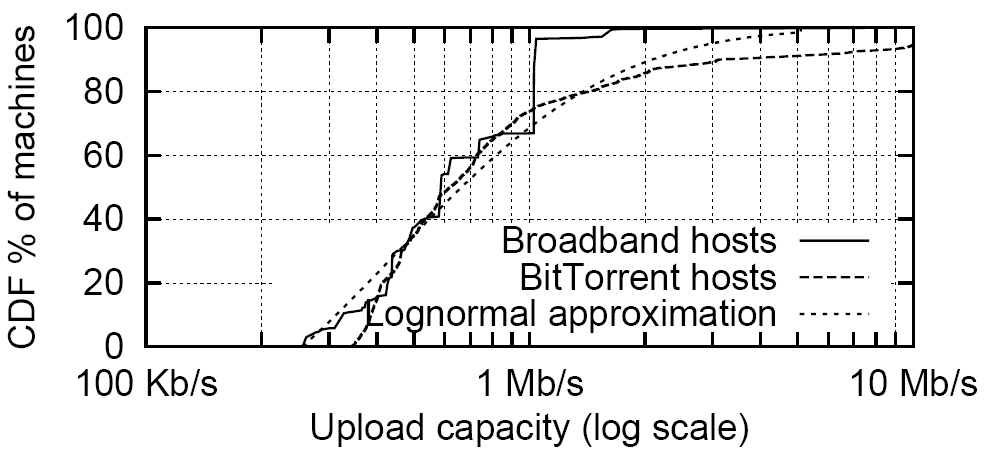 CDF % of machines
100
80
60
40
20
0
Broadband hosts
BitTorrent hosts
Lognormal approximation
100 Kb/s
1 Mb/s
10 Mb/s
Upload capacity (log scale)